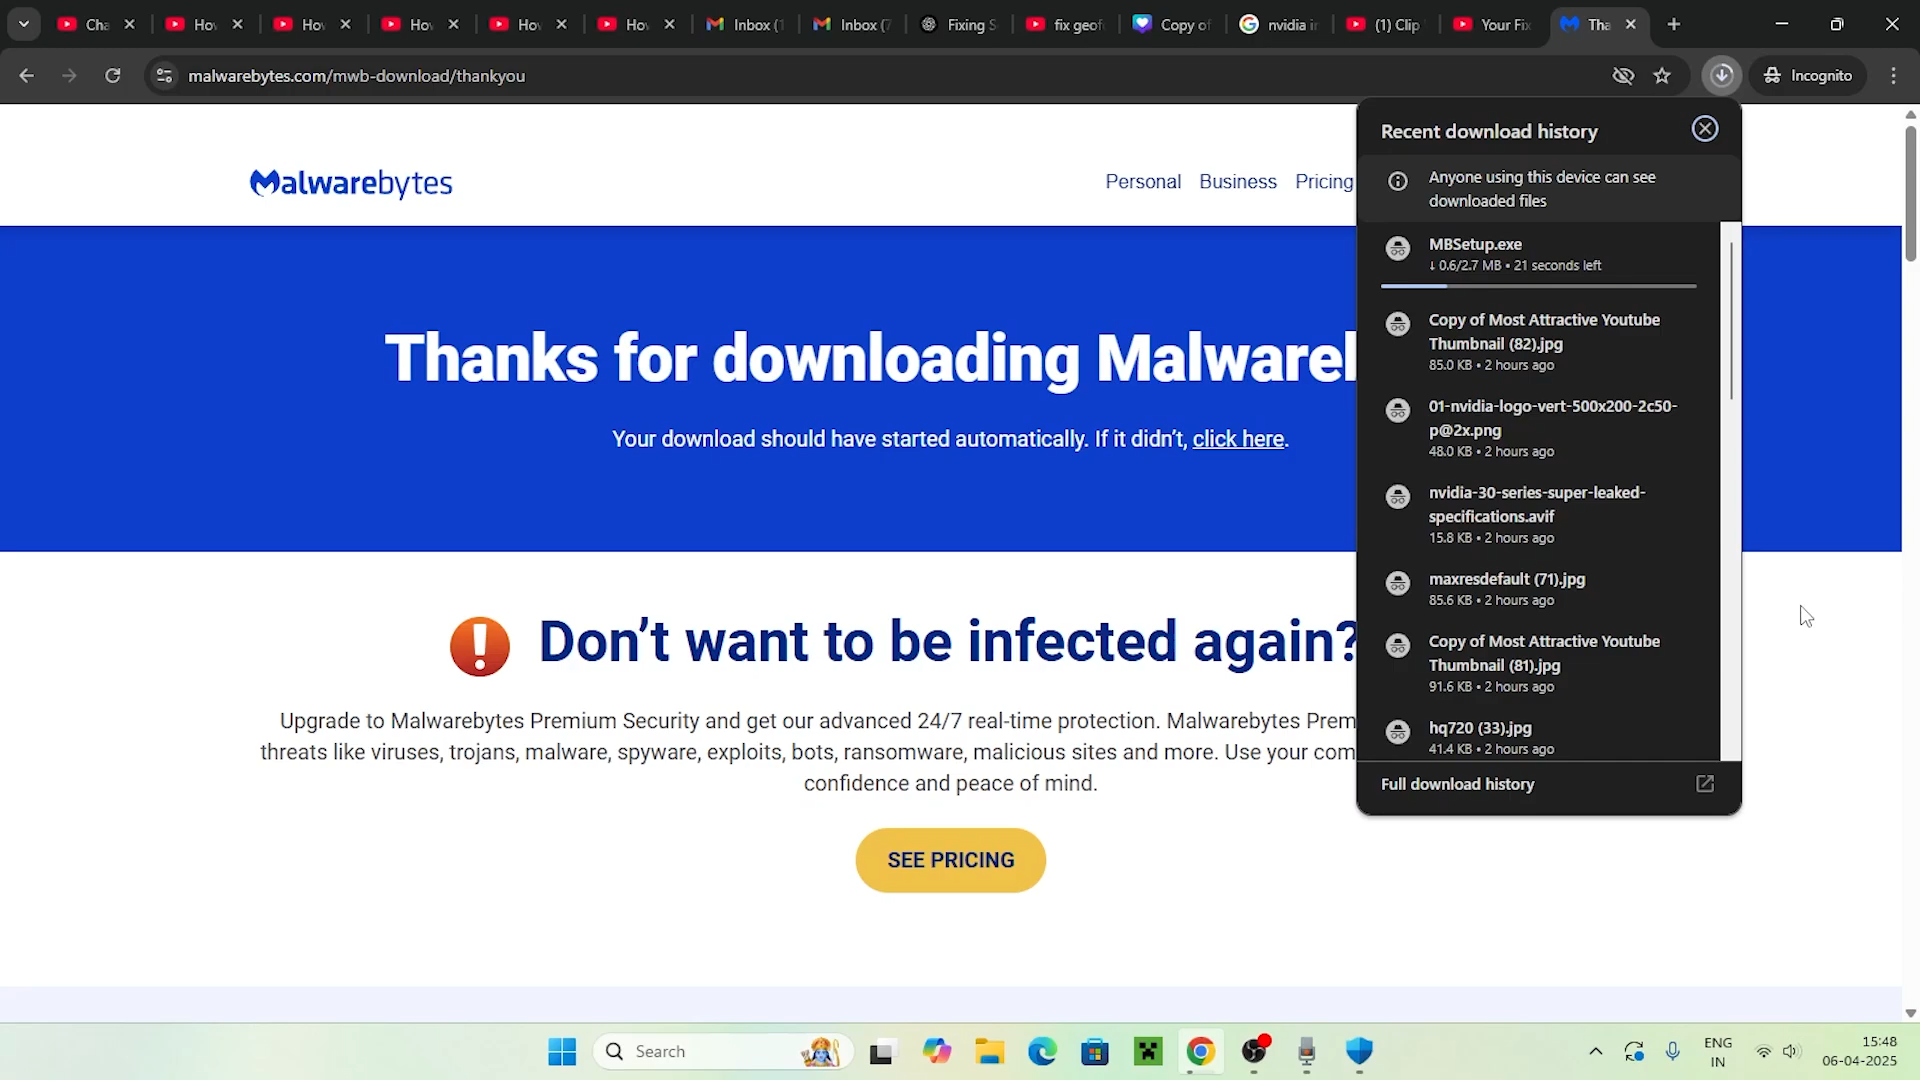 Cha
Hov
Hov
Hov
Hov
Hov
Inbox (1
Inbox (7
Fixing S
fix geof
Copy of
nvidia in
(1) Clip
Your Fix
Tha
malwarebytes.com/mwb-download/thankyou
Incognito
Malwarebytes
Personal
Business
Pricing
Recent download history
Anyone using this device can see
downloaded files
MBSetup.exe
↓ 0.6/2.7 MB • 21 seconds left
Copy of Most Attractive Youtube
Thumbnail (82).jpg
85.0 KB • 2 hours ago
01-nvidia-logo-vert-500x200-2c50-
p@2x.png
48.0 KB • 2 hours ago
nvidia-30-series-super-leaked-
specifications.avif
15.8 KB • 2 hours ago
maxresdefault (71).jpg
85.6 KB • 2 hours ago
Copy of Most Attractive Youtube
Thumbnail (81).jpg
91.6 KB • 2 hours ago
hq720 (33).jpg
41.4 KB • 2 hours ago
Full download history
Thanks for downloading Malwarel
Your download should have started automatically. If it didn’t, click here.
Don’t want to be infected again?
Upgrade to Malwarebytes Premium Security and get our advanced 24/7 real-time protection. Malwarebytes Prem
threats like viruses, trojans, malware, spyware, exploits, bots, ransomware, malicious sites and more. Use your com
confidence and peace of mind.
SEE PRICING
Search
ENG
IN
15:48
06-04-2025